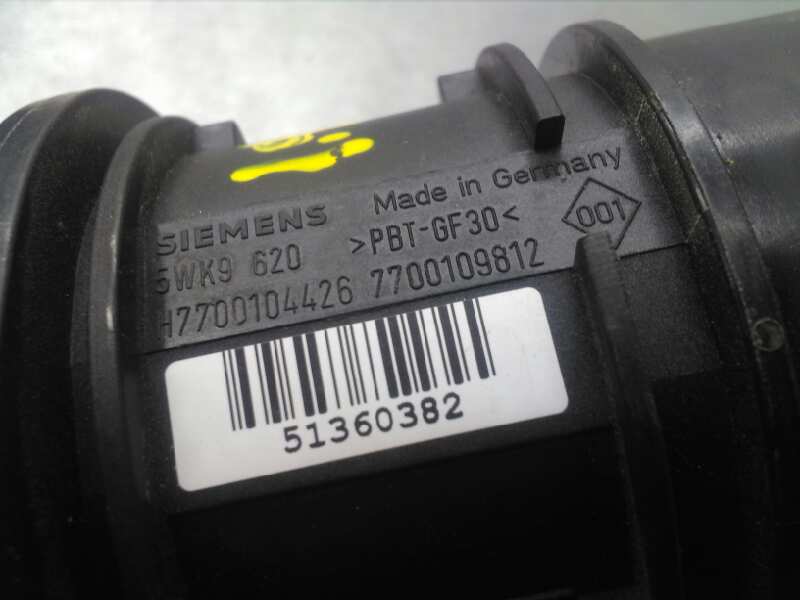 SIEMENS Made in Germany
5WK9 620 >PBT-GF30< 001
H7700104426 7700109812
51360382